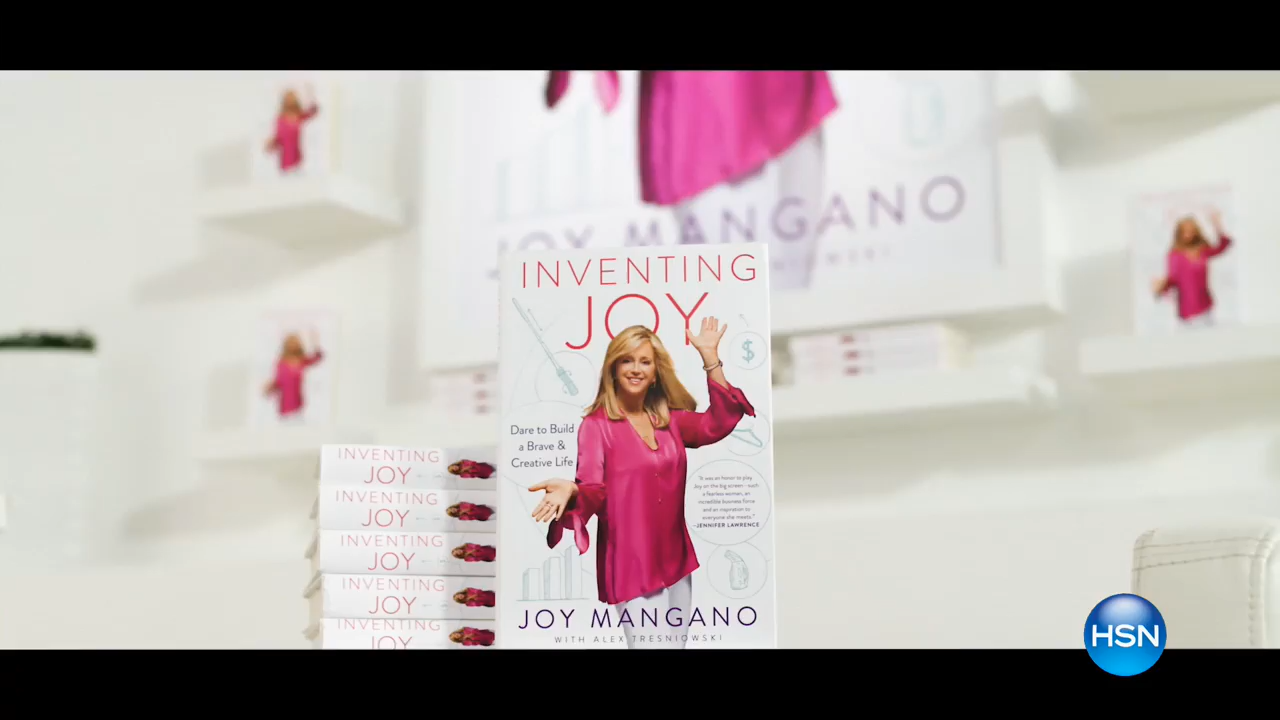 JOY MANGANO
INVENTING
JOY
Dare to Build
a Brave &
Creative Life
"It was an honor to play
Joy on the big screen—such
a fearless woman, an
incredible business force
and an inspiration to
everyone she meets."
—JENNIFER LAWRENCE
JOY MANGANO
WITH ALEX TRESNIOWSKI
INVENTING
JOY
INVENTING
JOY
INVENTING
JOY
INVENTING
JOY
INVENTING
JOY
HSN